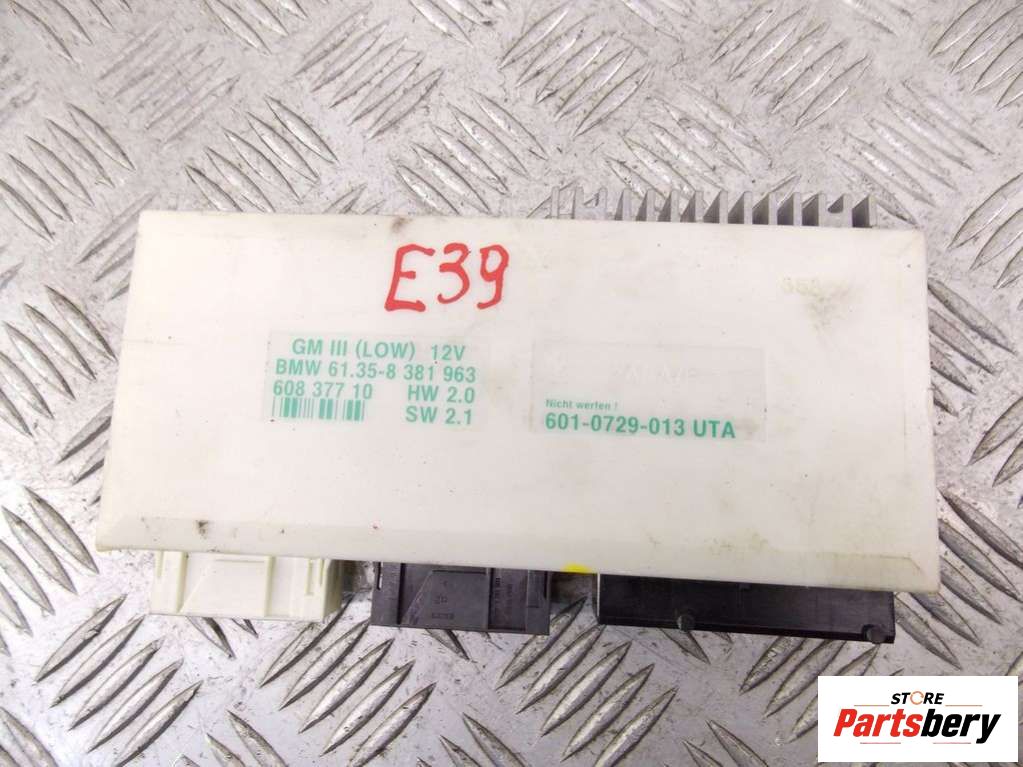 E39
GM III (LOW) 12V
BMW 61.35-8 381 963
608 377 10 HW 2.0
SW 2.1
Nicht werfen !
601-0729-013 UTA
STORE
Partsbery